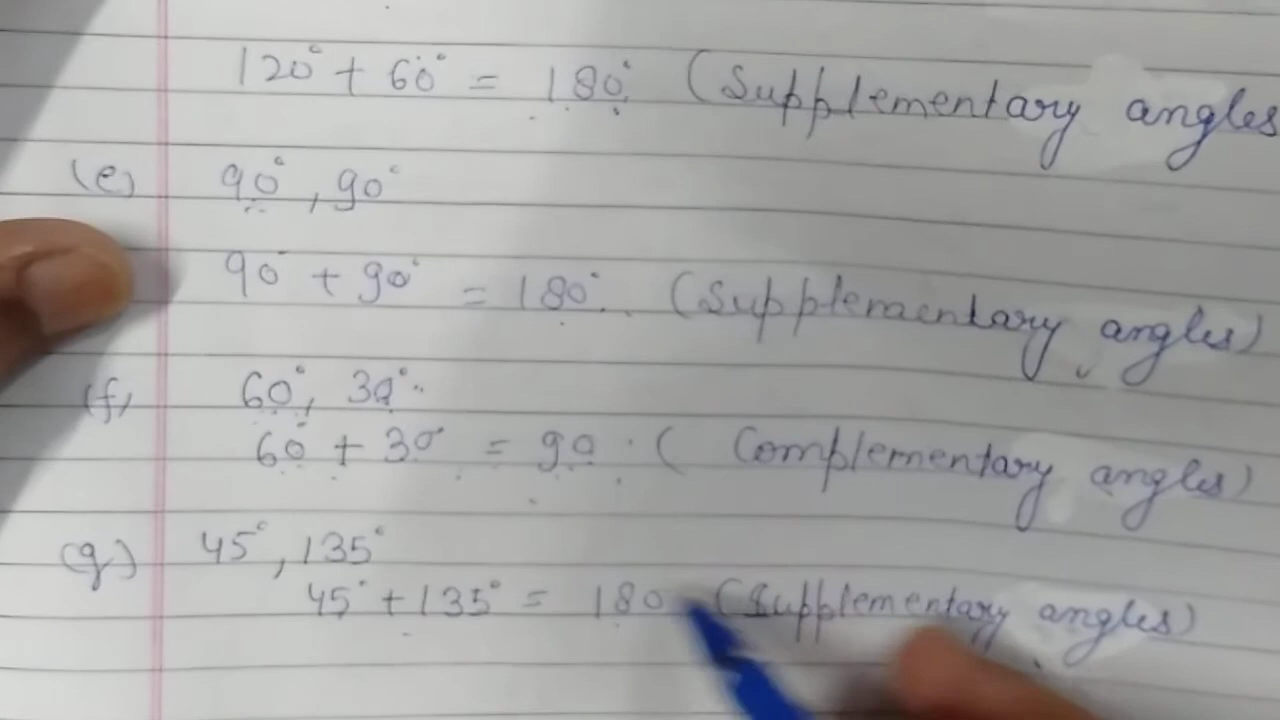 120° + 60° = 180° (Supplementary angles
(e) 90°, 90°
90° + 90° = 180° (Supplementary angles)
(f) 60°, 30°
60° + 30° = 90 (Complementary angles)
(g) 45°, 135°
45° + 135° = 180 (Supplementary angles)